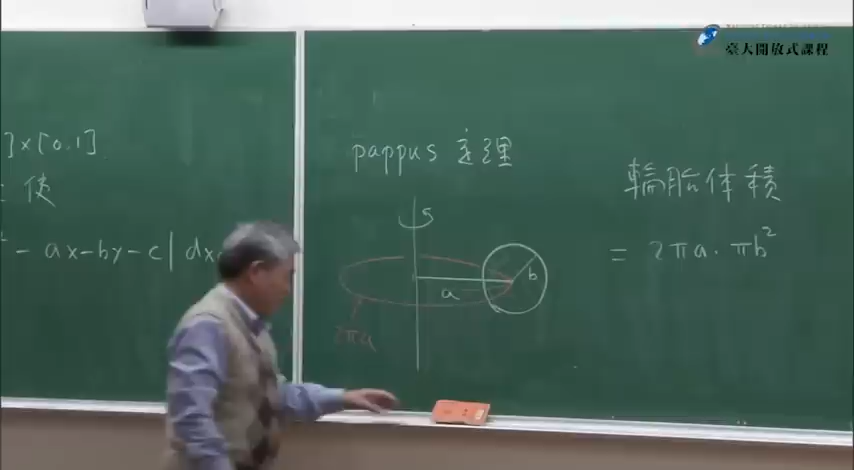 ]×[0.1]
使
- ax-by-c| dx
pappus 定理
a
b
2πa
輪胎体積
= 2πa·πb²
臺大開放式課程